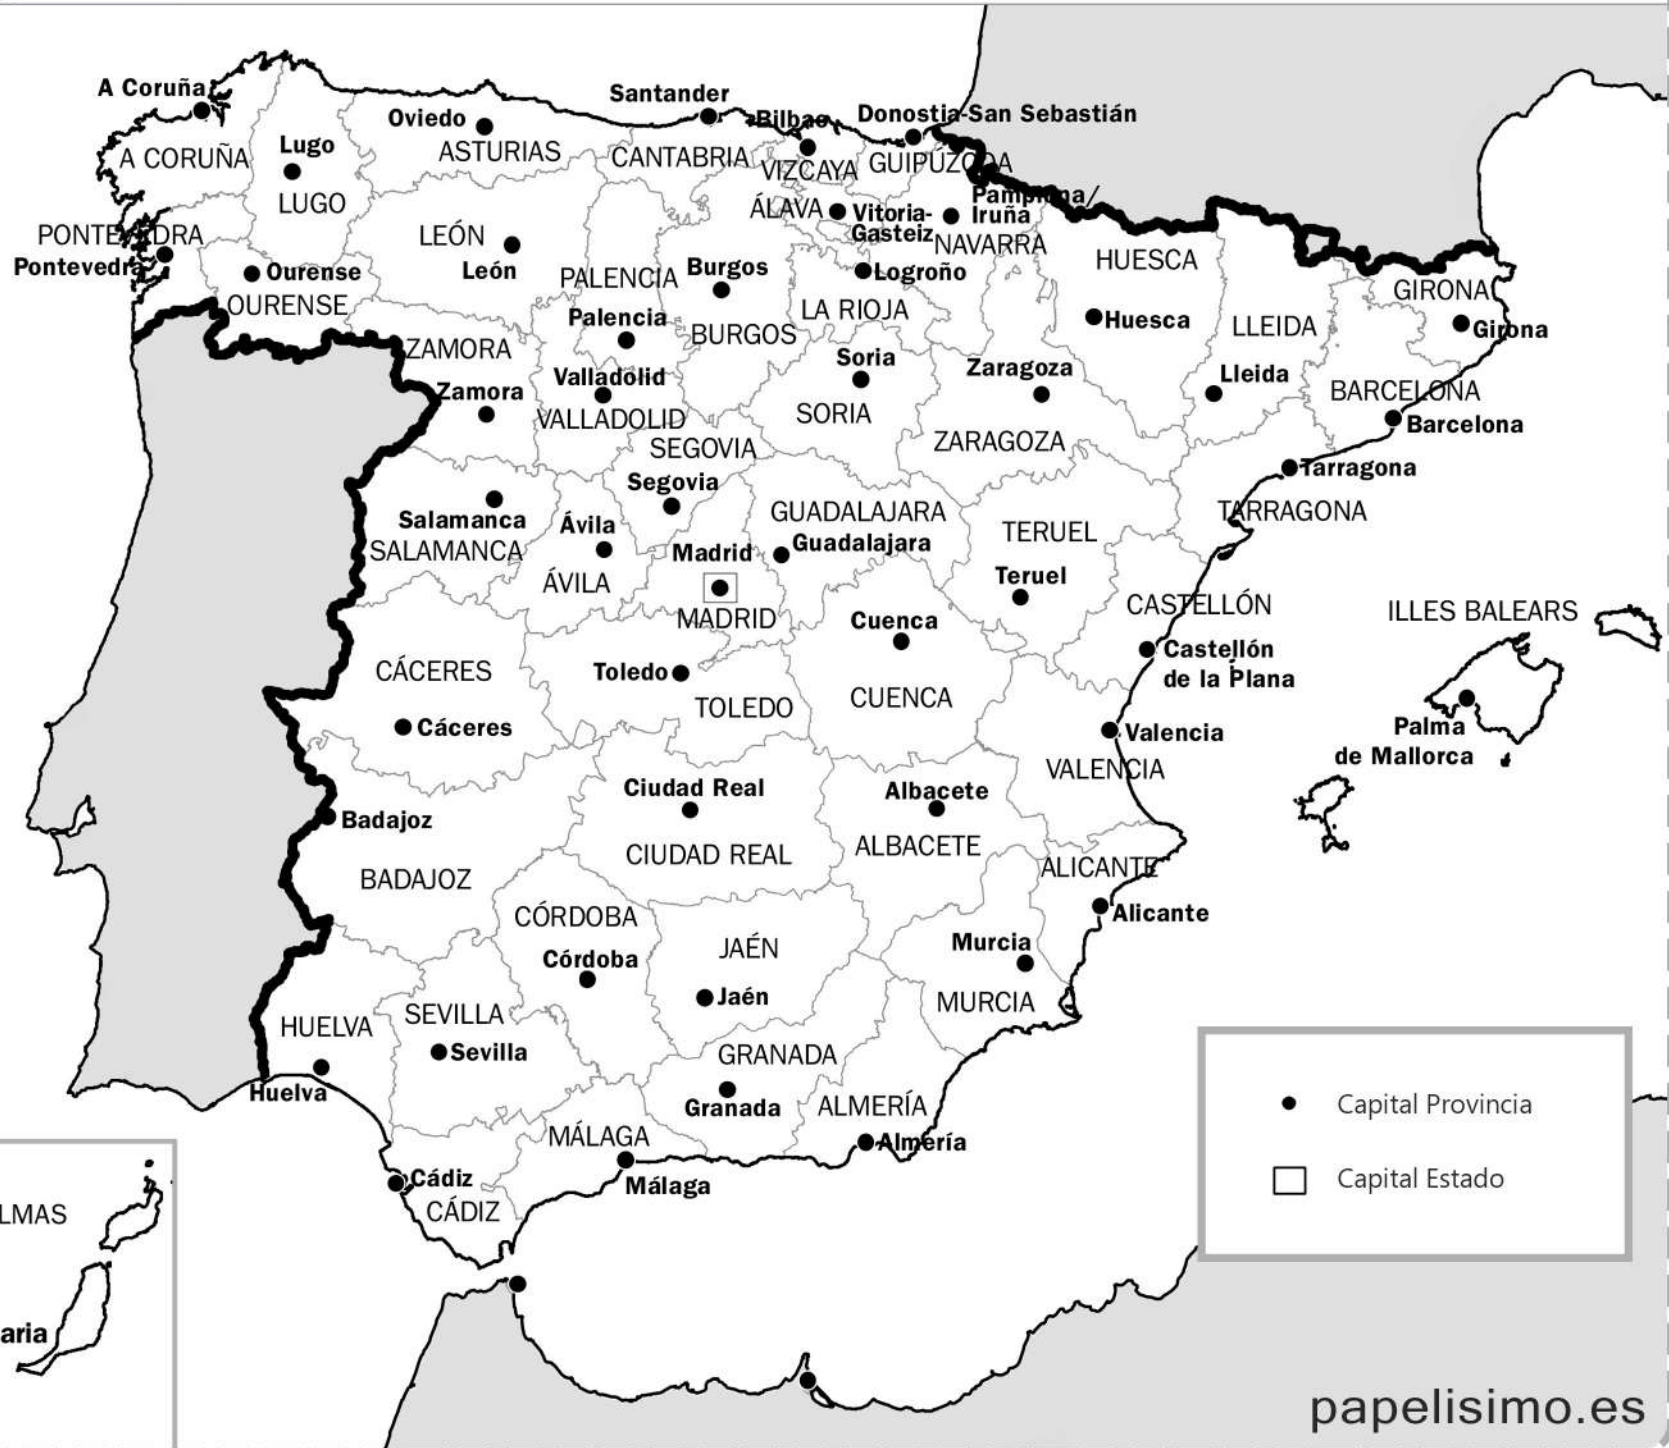 A Coruña
Santander
Bilbao
Donostia-San Sebastián
Oviedo
Lugo
A CORUÑA
ASTURIAS
CANTABRIA
VIZCAYA
GUIPÚZCOA
LUGO
ÁLAVA
Vitoria-
Gasteiz
Pamplona/
Iruña
PONTEVEDRA
LEÓN
NAVARRA
HUESCA
Pontevedra
Ourense
León
PALENCIA
Burgos
Logroño
GIRONA
OURENSE
Palencia
BURGOS
LA RIOJA
Huesca
LLEIDA
Girona
ZAMORA
Soria
Zaragoza
Lleida
Zamora
Valladolid
VALLADOLID
SORIA
BARCELONA
Barcelona
SEGOVIA
ZARAGOZA
Tarragona
Segovia
Salamanca
SALAMANCA
Ávila
ÁVILA
GUADALAJARA
Guadalajara
TERUEL
TARRAGONA
Madrid
MADRID
Teruel
CASTELLÓN
ILLES BALEARS
Cuenca
Castellón
de la Plana
CÁCERES
Toledo
TOLEDO
CUENCA
Cáceres
Valencia
Palma
de Mallorca
VALENCIA
Ciudad Real
Albacete
Badajoz
CIUDAD REAL
ALBACETE
BADAJOZ
ALICANTE
CÓRDOBA
Alicante
JAÉN
Murcia
Córdoba
Jaén
MURCIA
HUELVA
SEVILLA
Sevilla
GRANADA
Huelva
Granada
ALMERÍA
MÁLAGA
Almería
Cádiz
Málaga
CÁDIZ
Capital Provincia
Capital Estado
LMAS
aria
papelisimo.es